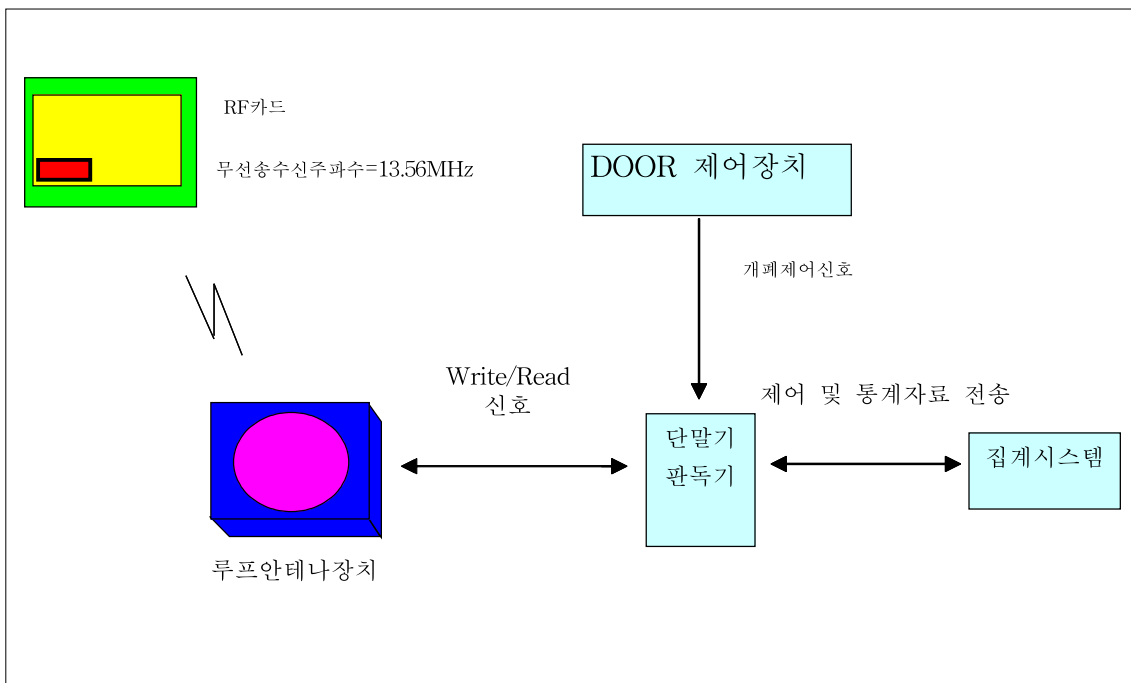 RF카드
무선송수신주파수=13.56MHz
DOOR 제어장치
개폐제어신호
Write/Read
신호
제어 및 통계자료 전송
단말기
판독기
집계시스템
루프안테나장치